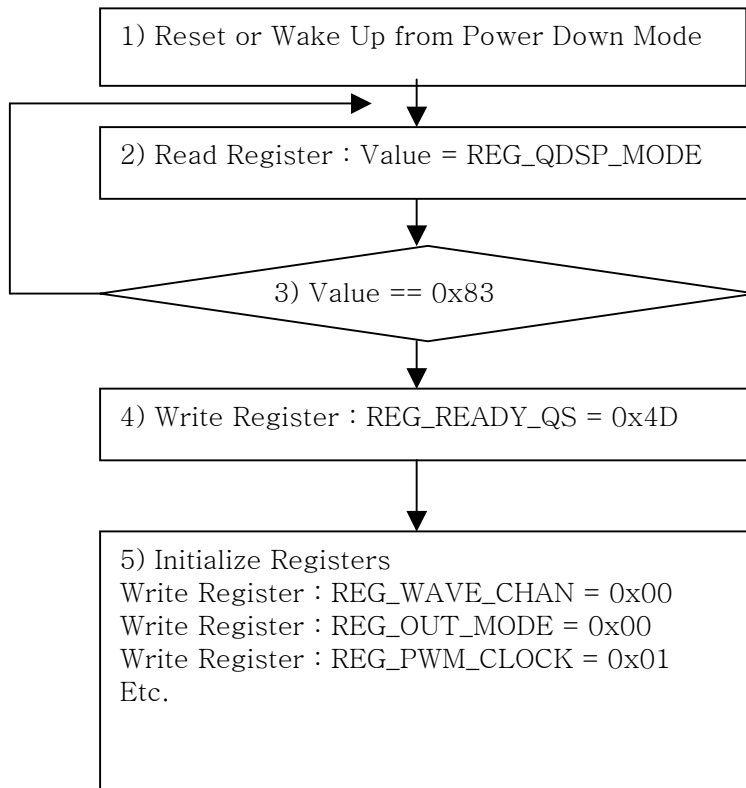 1) Reset or Wake Up from Power Down Mode
2) Read Register : Value = REG_QDSP_MODE
3) Value == 0x83
4) Write Register : REG_READY_QS = 0x4D
5) Initialize Registers
Write Register : REG_WAVE_CHAN = 0x00
Write Register : REG_OUT_MODE = 0x00
Write Register : REG_PWM_CLOCK = 0x01
Etc.